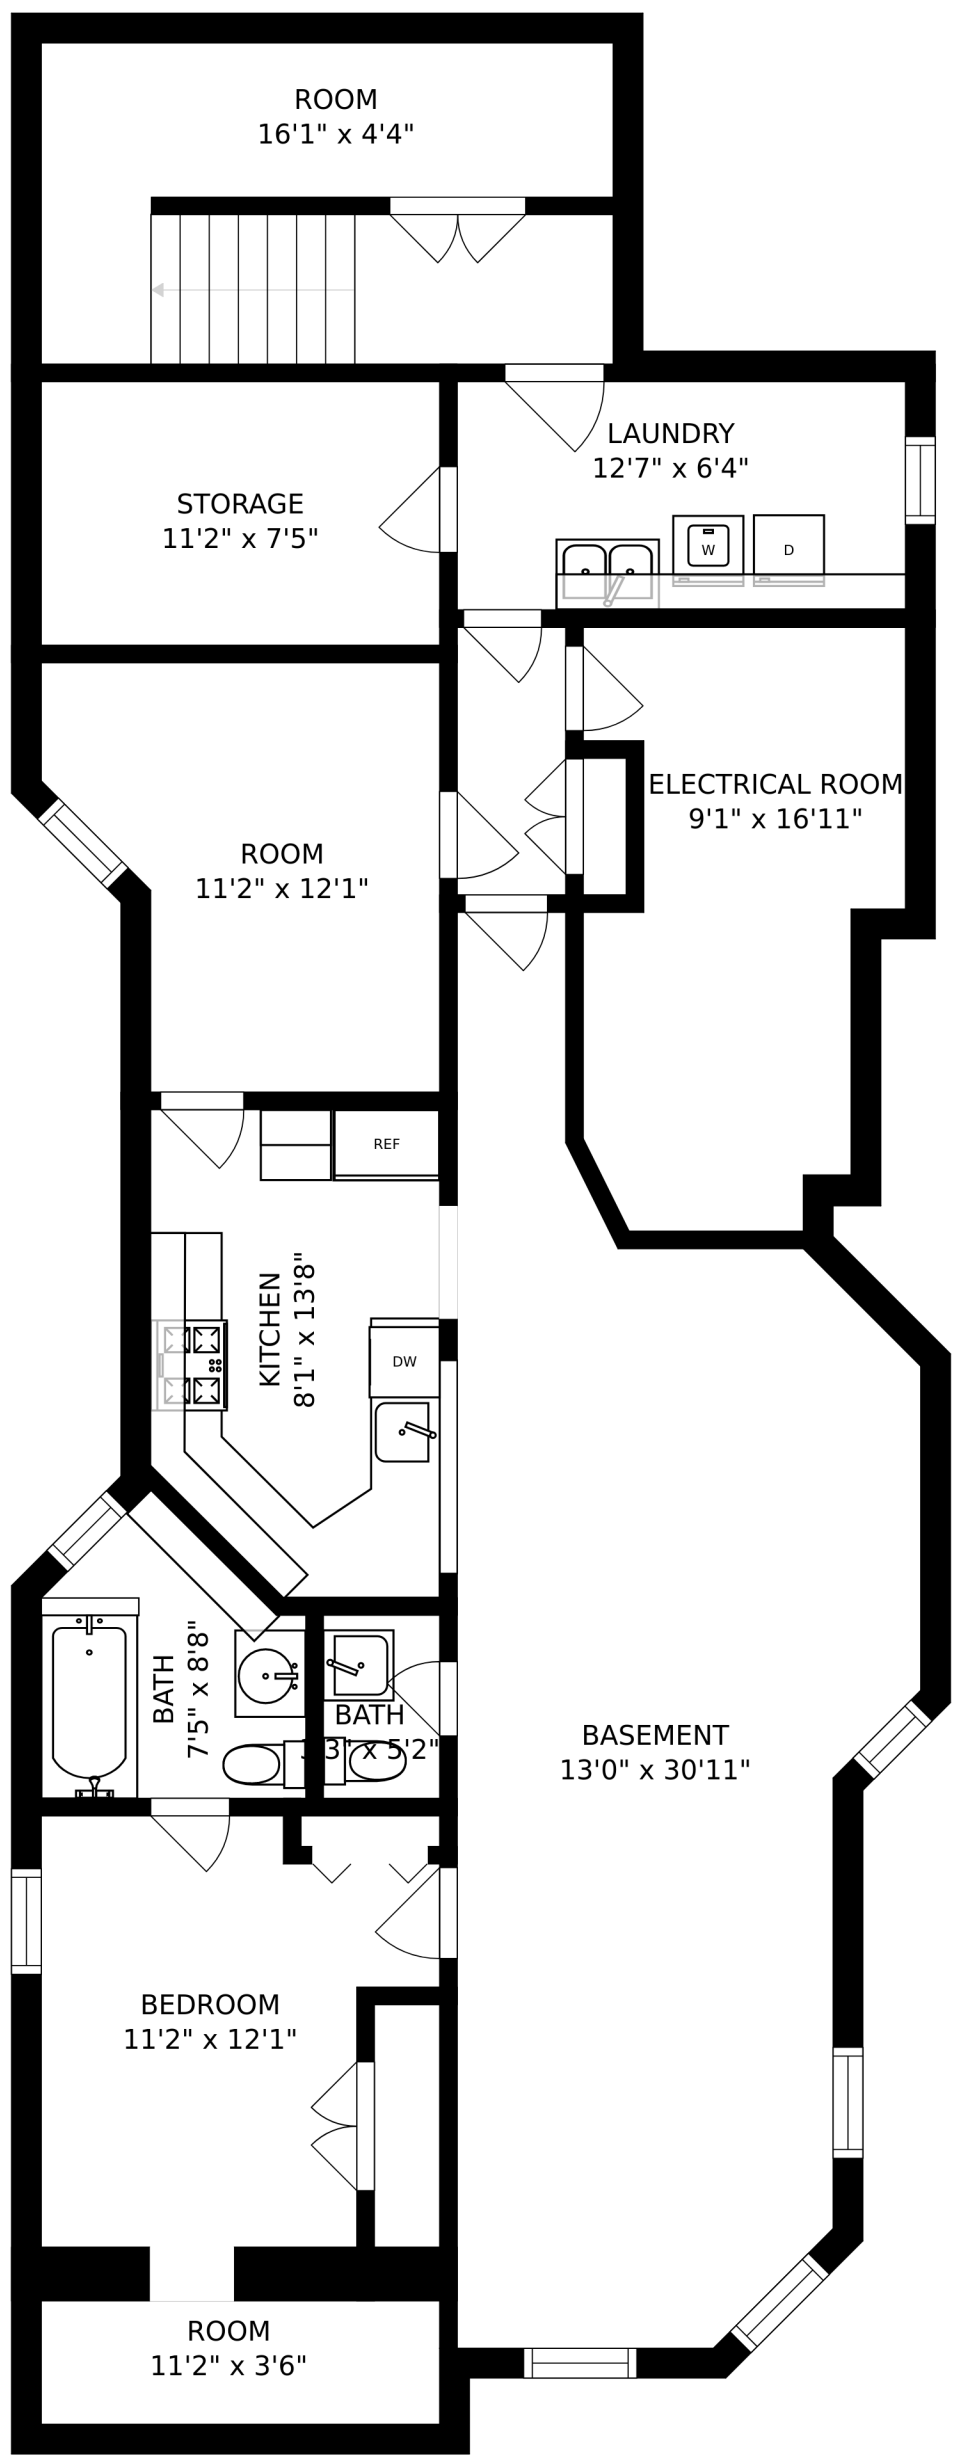 ROOM
16'1" x 4'4"
LAUNDRY
12'7" x 6'4"
STORAGE
11'2" x 7'5"
W
D
ELECTRICAL ROOM
9'1" x 16'11"
ROOM
11'2" x 12'1"
REF
KITCHEN
8'1" x 13'8"
DW
BATH
7'5" x 8'8"
BATH
x 5'2"
BASEMENT
13'0" x 30'11"
BEDROOM
11'2" x 12'1"
ROOM
11'2" x 3'6"